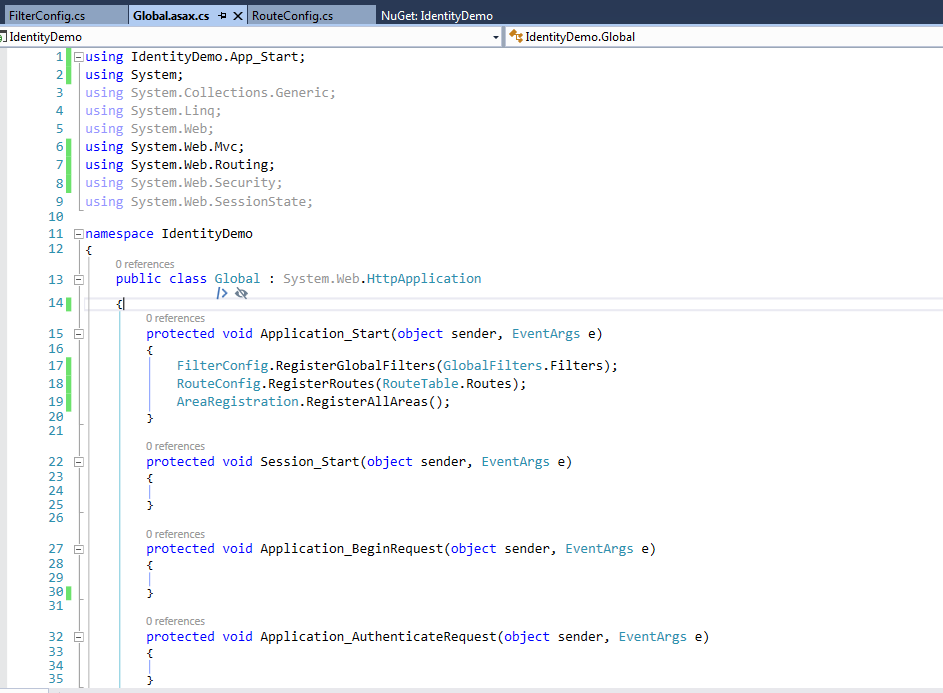 FilterConfig.cs Global.asax.cs RouteConfig.cs NuGet: IdentityDemo
IdentityDemo IdentityDemo.Global
1 using IdentityDemo.App_Start;
2 using System;
3 using System.Collections.Generic;
4 using System.Linq;
5 using System.Web;
6 using System.Web.Mvc;
7 using System.Web.Routing;
8 using System.Web.Security;
9 using System.Web.SessionState;
10
11 namespace IdentityDemo
12 {
0 references
13 public class Global : System.Web.HttpApplication
14 {
0 references
15 protected void Application_Start(object sender, EventArgs e)
16 {
17 FilterConfig.RegisterGlobalFilters(GlobalFilters.Filters);
18 RouteConfig.RegisterRoutes(RouteTable.Routes);
19 AreaRegistration.RegisterAllAreas();
20 }
21
0 references
22 protected void Session_Start(object sender, EventArgs e)
23 {
24
25 }
26
0 references
27 protected void Application_BeginRequest(object sender, EventArgs e)
28 {
29
30 }
31
0 references
32 protected void Application_AuthenticateRequest(object sender, EventArgs e)
33 {
34
35 }